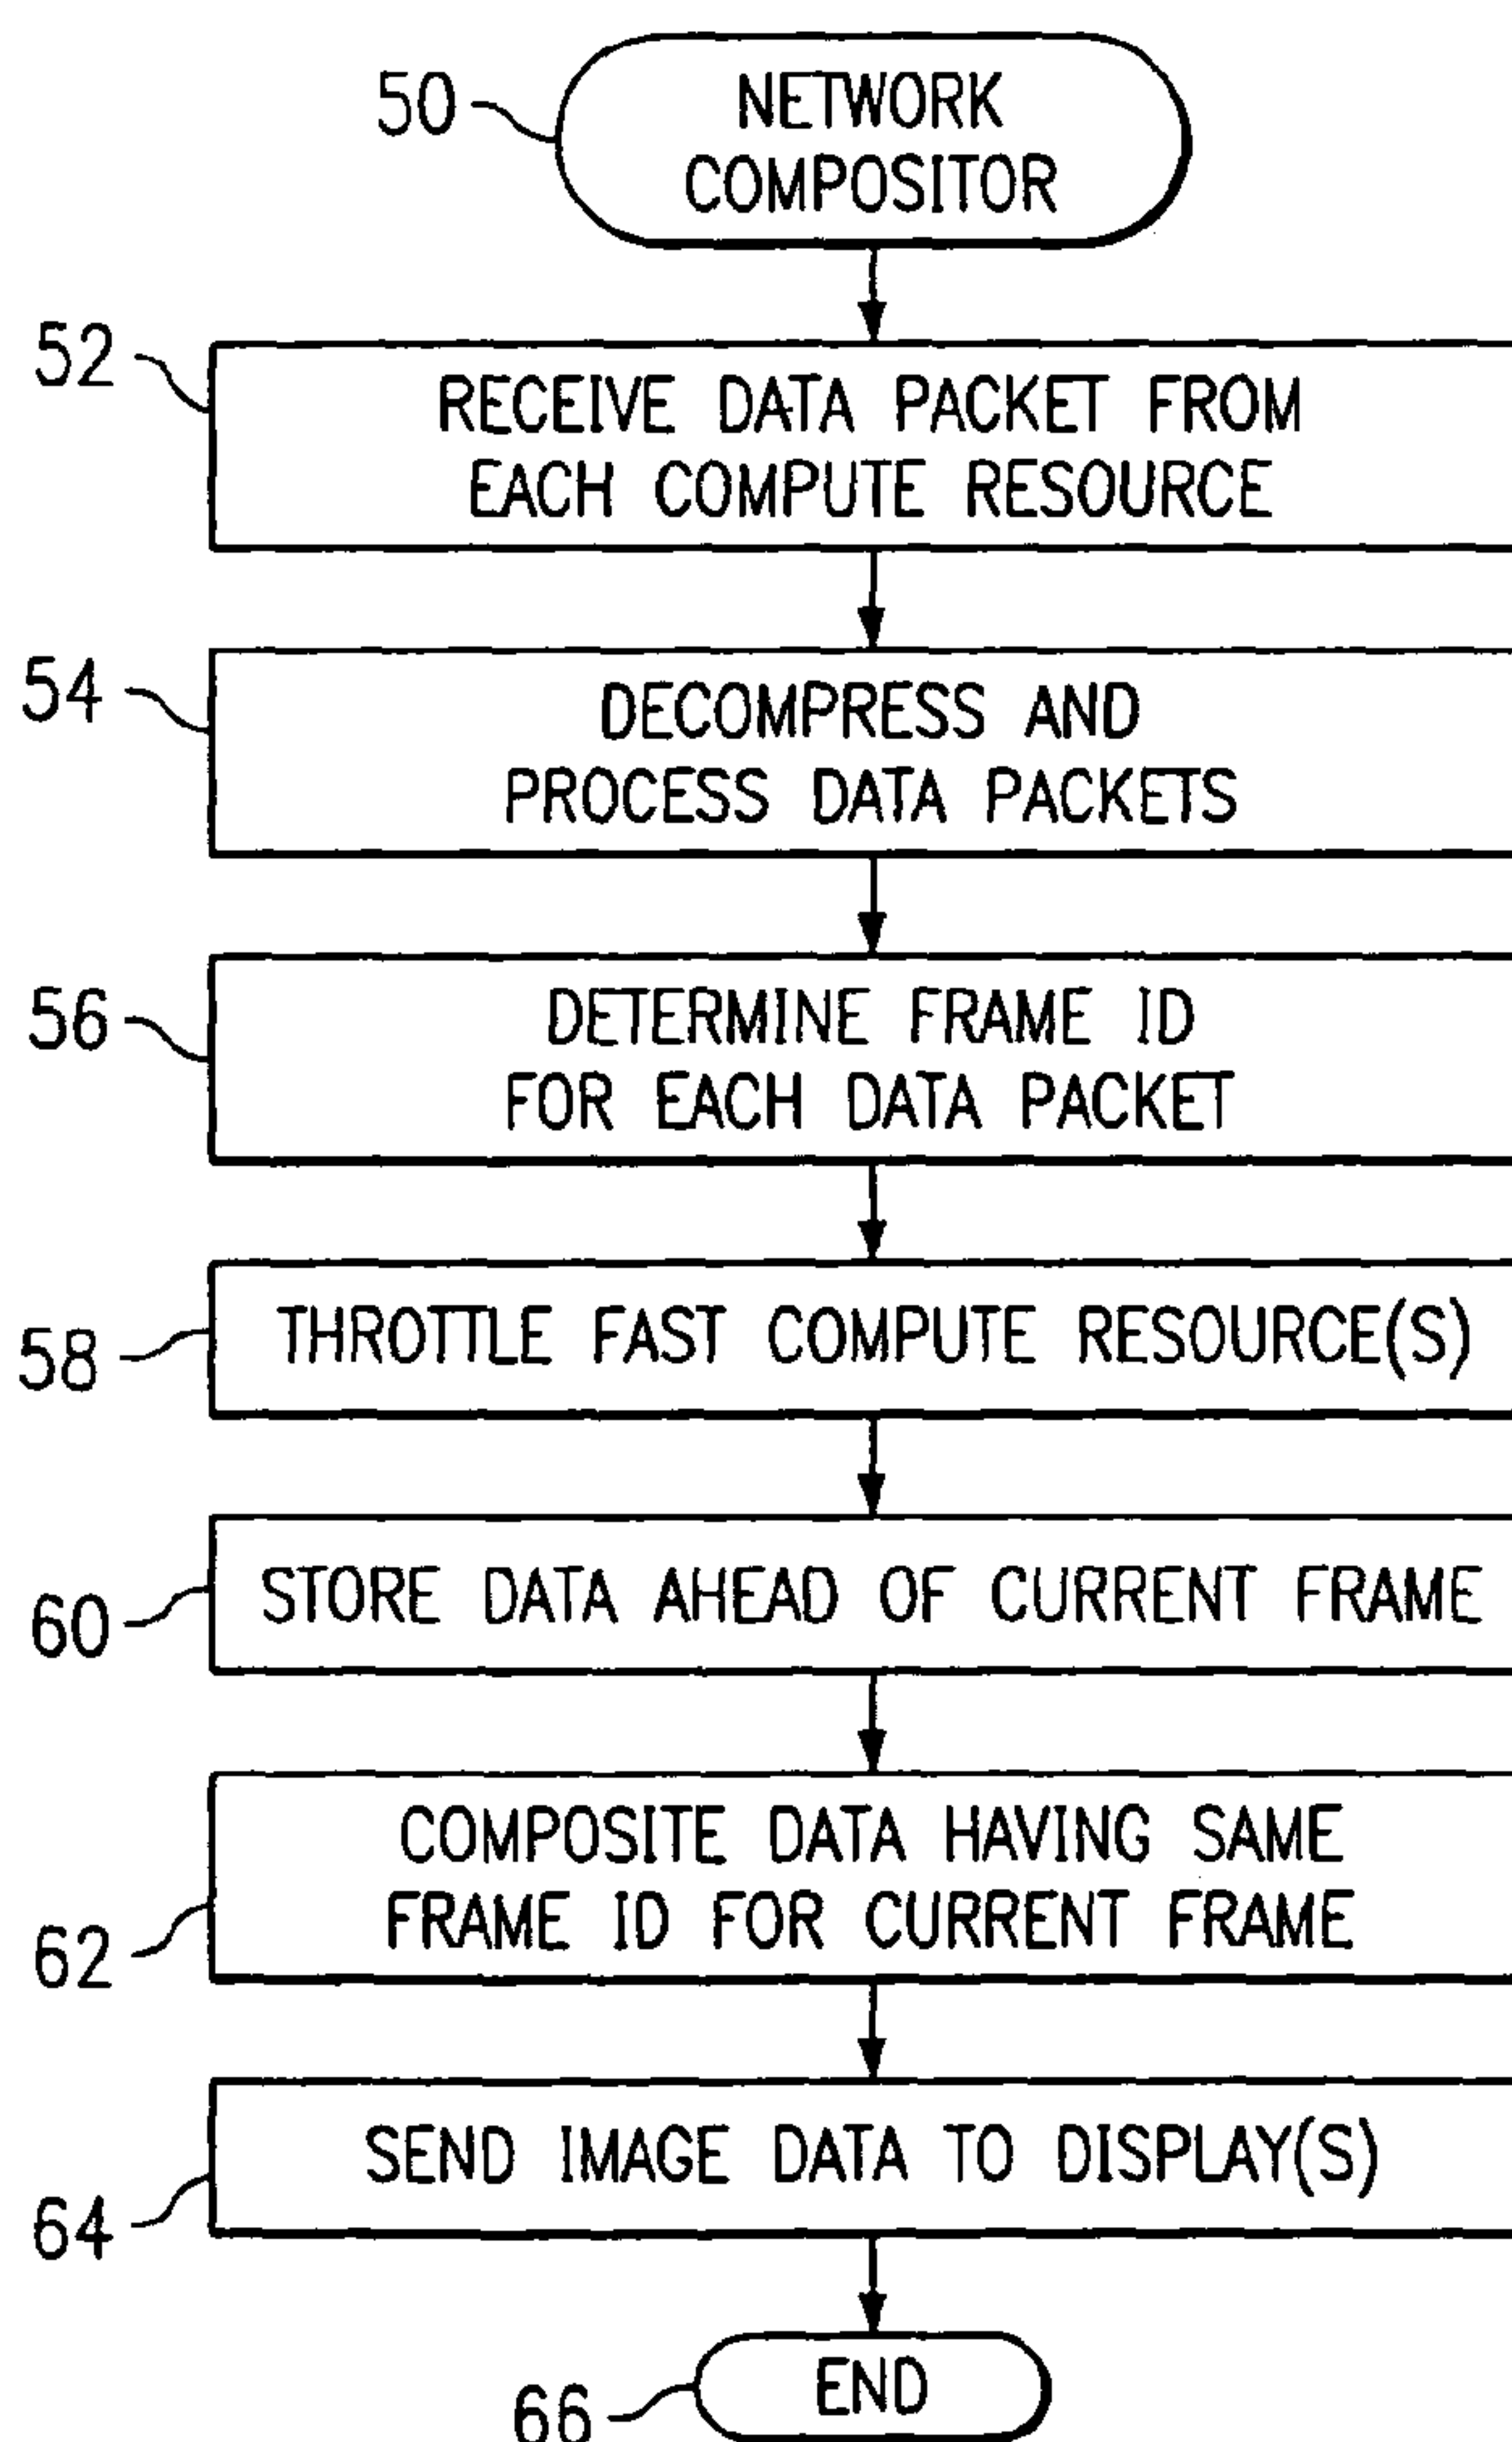 50
NETWORK
COMPOSITOR
52
RECEIVE DATA PACKET FROM
EACH COMPUTE RESOURCE
54
DECOMPRESS AND
PROCESS DATA PACKETS
56
DETERMINE FRAME ID
FOR EACH DATA PACKET
58
THROTTLE FAST COMPUTE RESOURCE(S)
60
STORE DATA AHEAD OF CURRENT FRAME
62
COMPOSITE DATA HAVING SAME
FRAME ID FOR CURRENT FRAME
64
SEND IMAGE DATA TO DISPLAY(S)
66
END